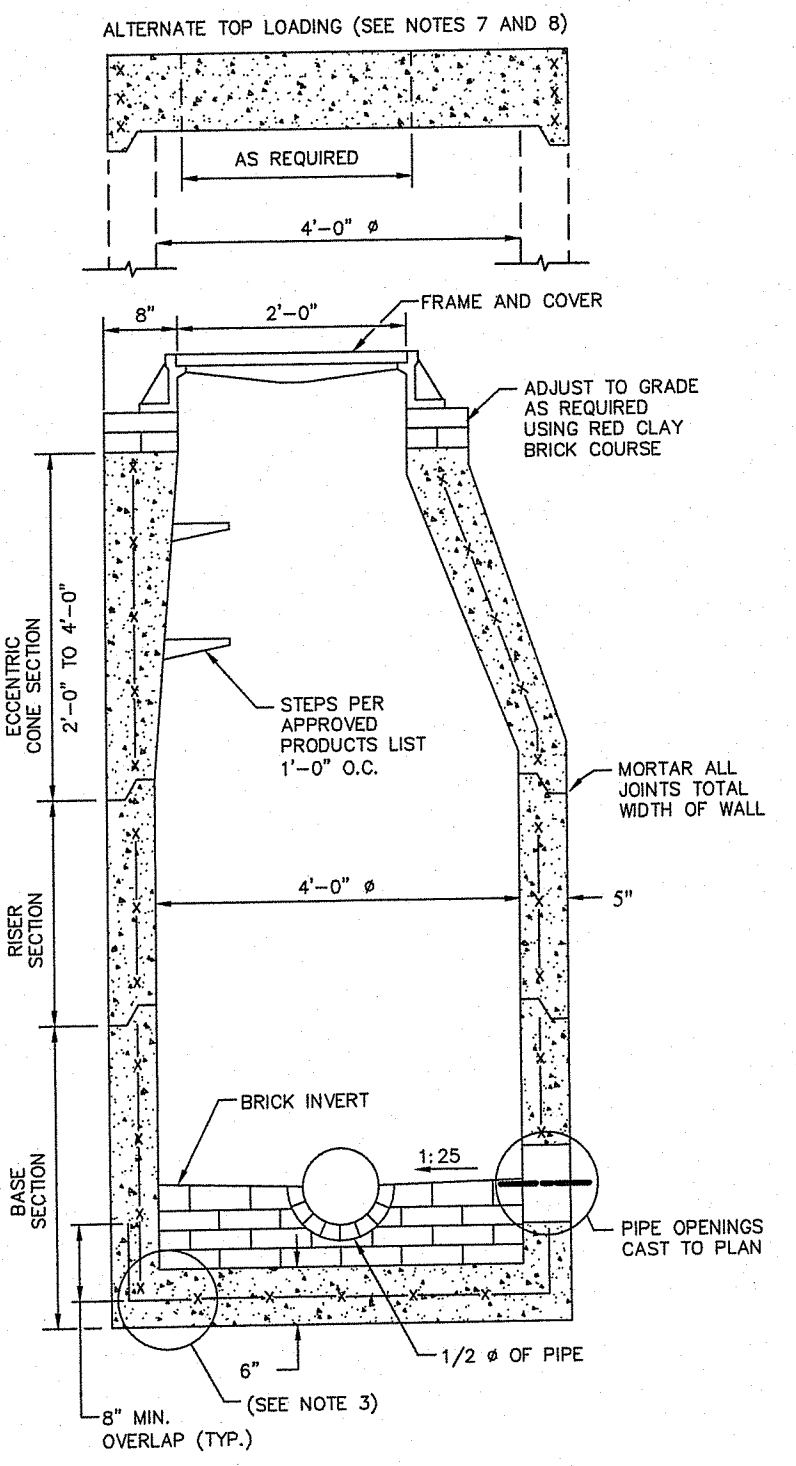 ALTERNATE TOP LOADING (SEE NOTES 7 AND 8)
AS REQUIRED
4'-0" ø
8"
2'-0"
FRAME AND COVER
ADJUST TO GRADE
AS REQUIRED
USING RED CLAY
BRICK COURSE
ECCENTRIC
CONE SECTION
2'-0" TO 4'-0"
STEPS PER
APPROVED
PRODUCTS LIST
1'-0" O.C.
MORTAR ALL
JOINTS TOTAL
WIDTH OF WALL
RISER
SECTION
4'-0" ø
5"
BASE
SECTION
BRICK INVERT
1:25
PIPE OPENINGS
CAST TO PLAN
6"
1/2 ø OF PIPE
(SEE NOTE 3)
8" MIN.
OVERLAP (TYP.)